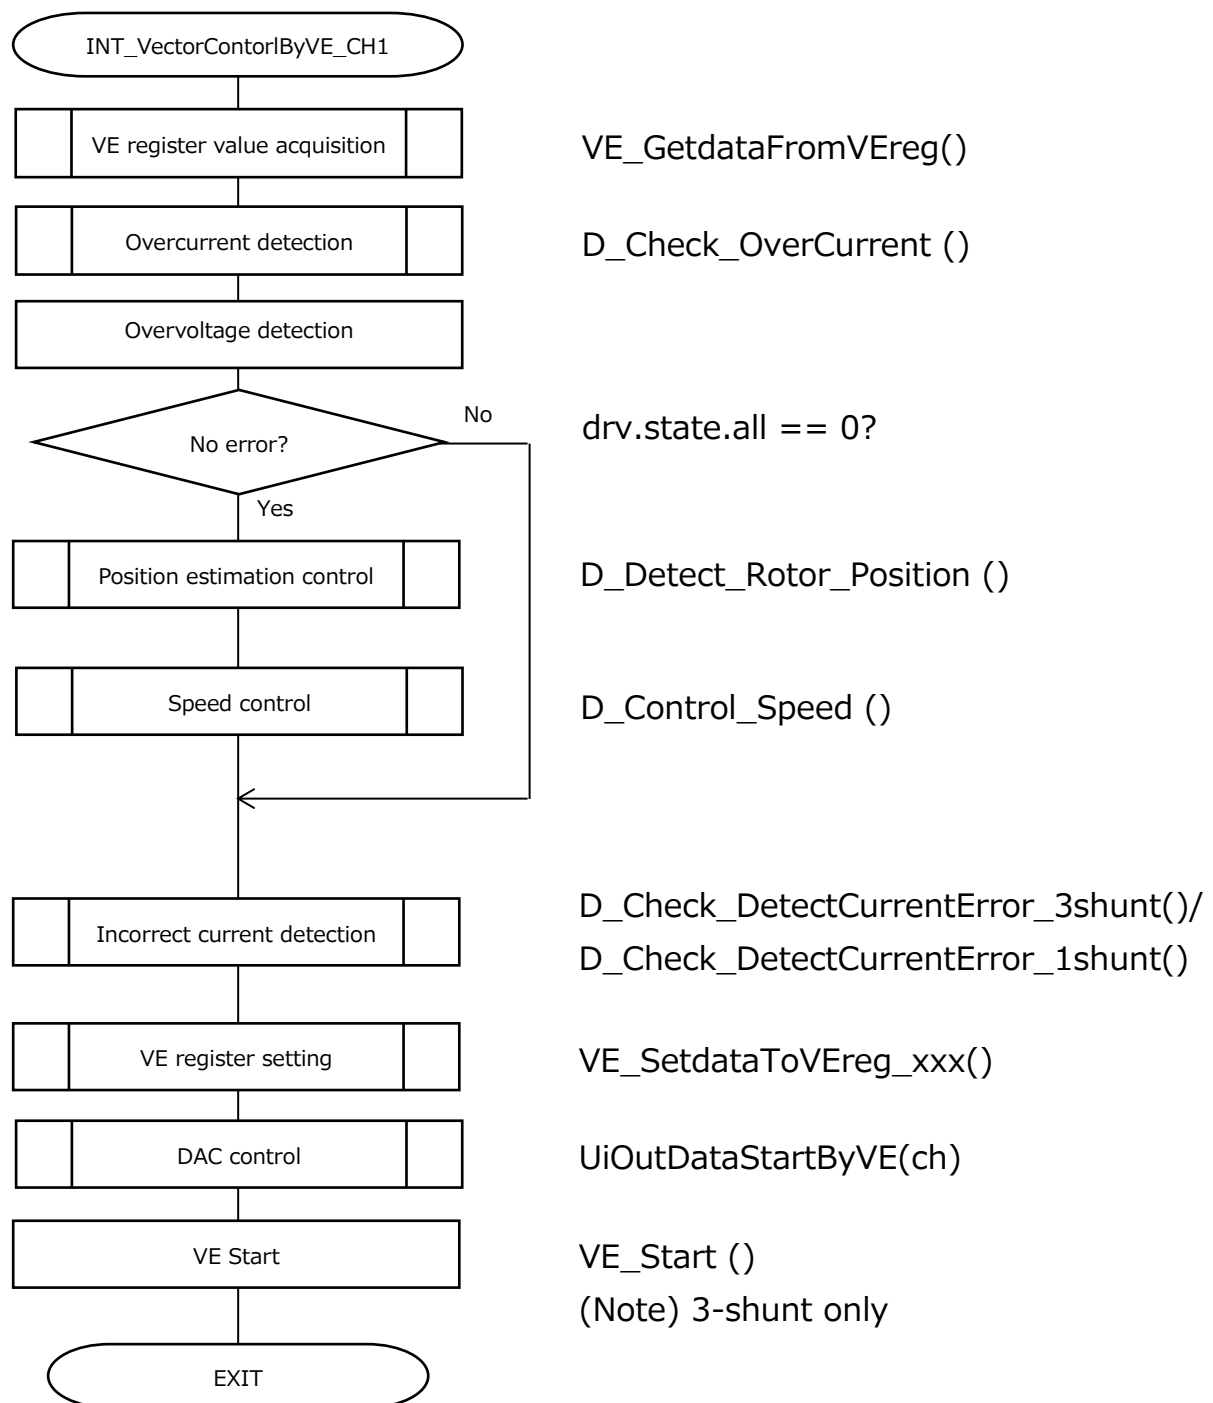 INT_VectorContorlByVE_CH1
VE register value acquisition
VE_GetdataFromVEreg()
Overcurrent detection
D_Check_OverCurrent ()
Overvoltage detection
No
No error?
drv.state.all == 0?
Yes
Position estimation control
D_Detect_Rotor_Position ()
Speed control
D_Control_Speed ()
Incorrect current detection
D_Check_DetectCurrentError_3shunt()/
D_Check_DetectCurrentError_1shunt()
VE register setting
VE_SetdataToVEreg_xxx()
DAC control
UiOutDataStartByVE(ch)
VE Start
VE_Start ()
(Note) 3-shunt only
EXIT